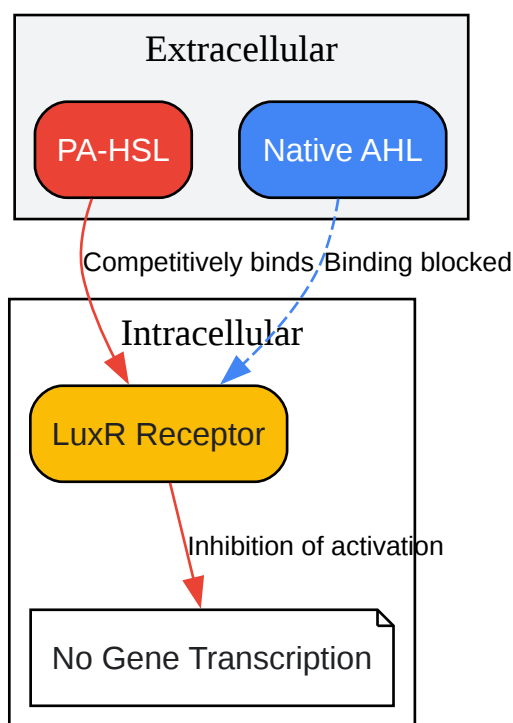 Extracellular
PA-HSL
Native AHL
Competitively binds
Binding blocked
Intracellular
LuxR Receptor
Inhibition of activation
No Gene Transcription